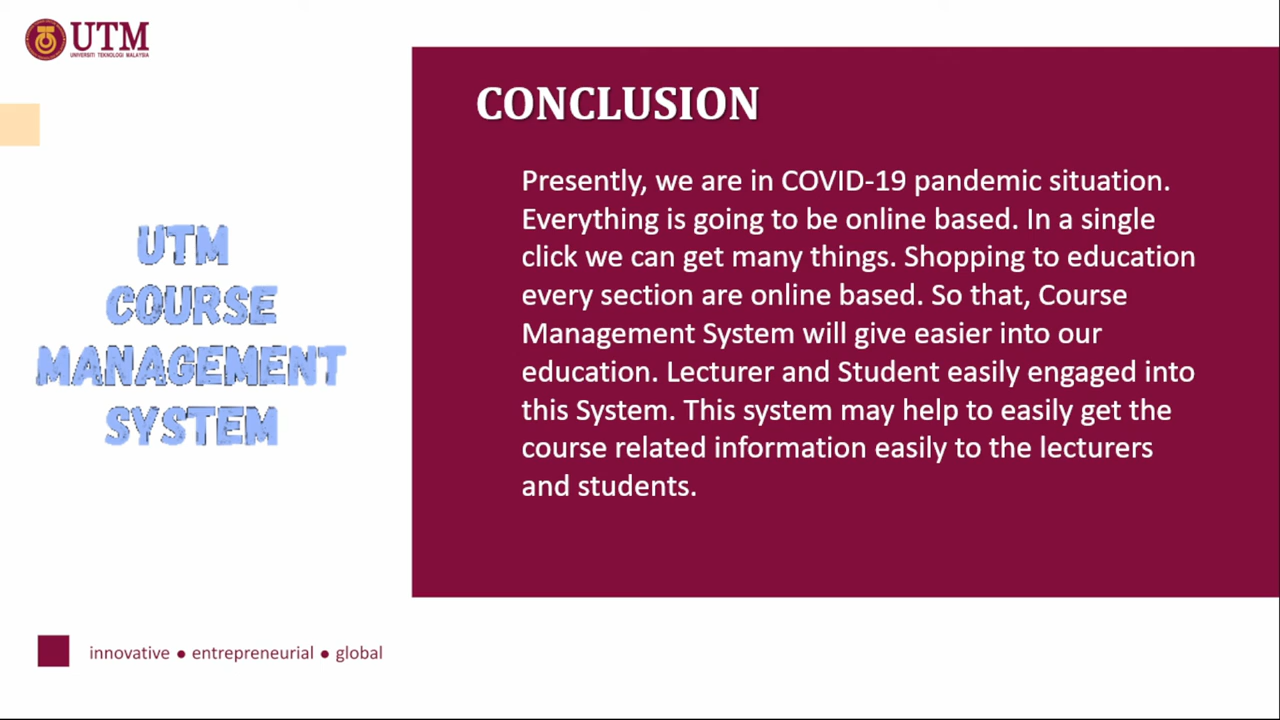 UTM
UNIVERSITI TEKNOLOGI MALAYSIA
UTM
COURSE
MANAGEMENT
SYSTEM
CONCLUSION
Presently, we are in COVID-19 pandemic situation.
Everything is going to be online based. In a single
click we can get many things. Shopping to education
every section are online based. So that, Course
Management System will give easier into our
education. Lecturer and Student easily engaged into
this System. This system may help to easily get the
course related information easily to the lecturers
and students.
innovative ● entrepreneurial ● global